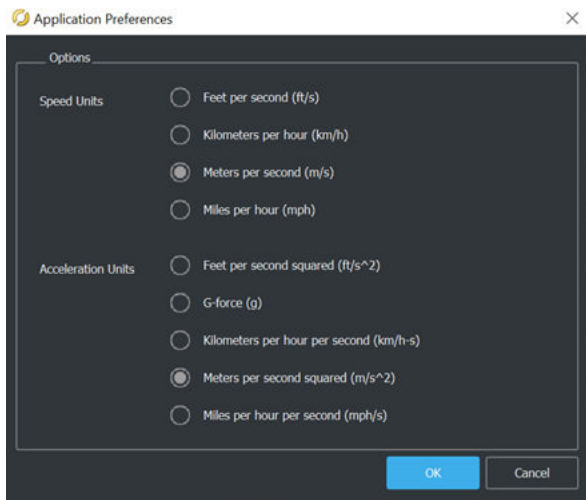 Application Preferences
Options
Speed Units
Feet per second (ft/s)
Kilometers per hour (km/h)
Meters per second (m/s)
Miles per hour (mph)
Acceleration Units
Feet per second squared (ft/s^2)
G-force (g)
Kilometers per hour per second (km/h-s)
Meters per second squared (m/s^2)
Miles per hour per second (mph/s)
OK
Cancel